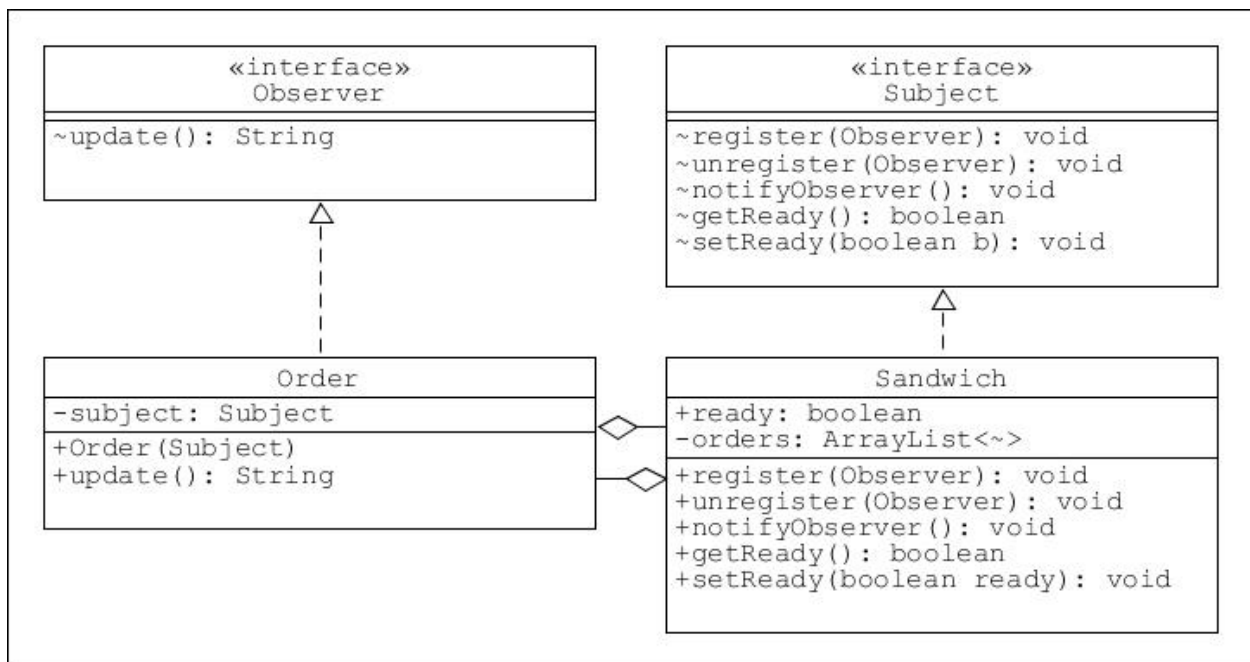 «interface»
Observer
~update(): String
«interface»
Subject
~register(Observer): void
~unregister(Observer): void
~notifyObserver(): void
~getReady(): boolean
~setReady(boolean b): void
Order
-subject: Subject
+Order(Subject)
+update(): String
Sandwich
+ready: boolean
-orders: ArrayList<~>
+register(Observer): void
+unregister(Observer): void
+notifyObserver(): void
+getReady(): boolean
+setReady(boolean ready): void